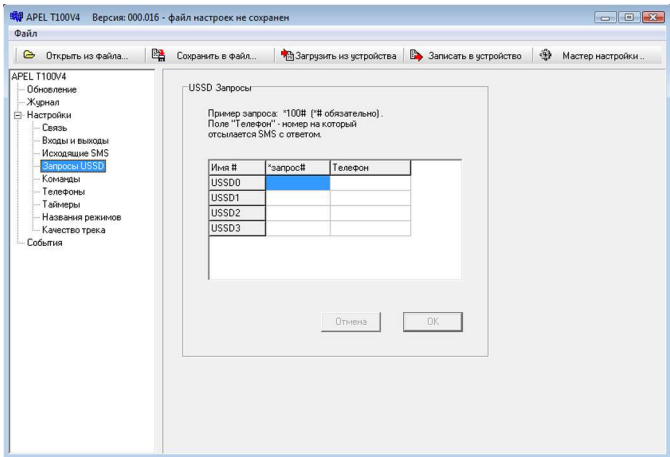 APEL T100V4 Версия: 000.016 - файл настроек не сохранен
Файл
Открыть из файла... Сохранить в файл... Загрузить из устройства Записать в устройство Мастер настройки ..
APEL T100V4
Обновление
Журнал
Настройки
Связь
Входы и выходы
Исходящие SMS
Запросы USSD
Команды
Телефоны
Таймеры
Названия режимов
Качество трека
События
USSD Запросы
Пример запроса: *100# (*# обязательно) .
Поле "Телефон" - номер на который
отсылается SMS с ответом.
Имя # *запрос# Телефон
USSD0
USSD1
USSD2
USSD3
Отмена OK